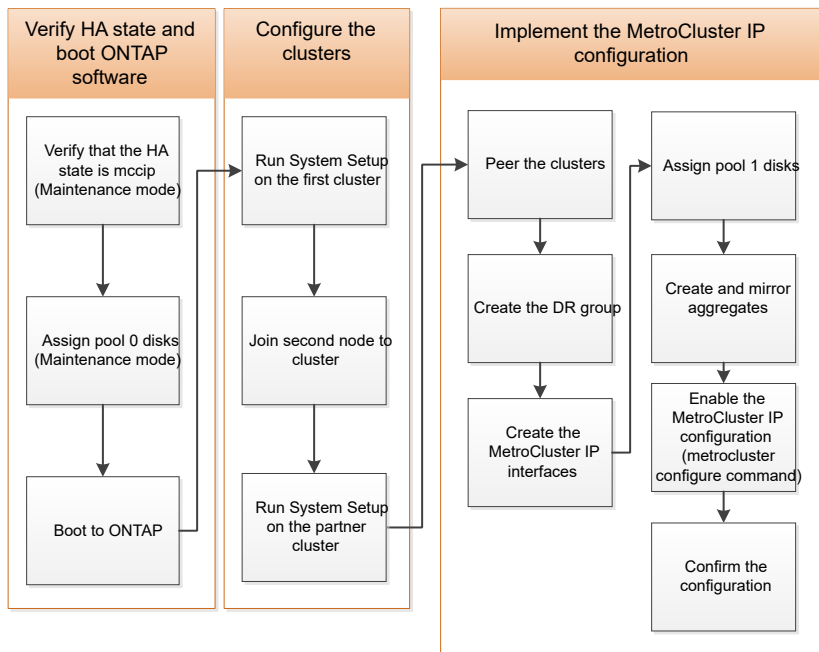 Verify HA state and
boot ONTAP
software
Verify that the HA
state is mccip
(Maintenance mode)
Assign pool 0 disks
(Maintenance mode)
Boot to ONTAP
Configure the
clusters
Run System Setup
on the first cluster
Join second node to
cluster
Run System Setup
on the partner
cluster
Implement the MetroCluster IP
configuration
Peer the clusters
Create the DR group
Create the
MetroCluster IP
interfaces
Assign pool 1 disks
Create and mirror
aggregates
Enable the
MetroCluster IP
configuration
(metrocluster
configure command)
Confirm the
configuration